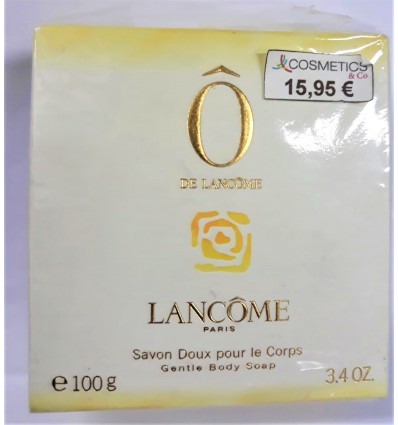 COSMETICS
& Co
15,95 €
Ô
DE LANCÔME
LANCÔME
PARIS
Savon Doux pour le Corps
Gentle Body Soap
℮ 100 g 3.4 OZ.